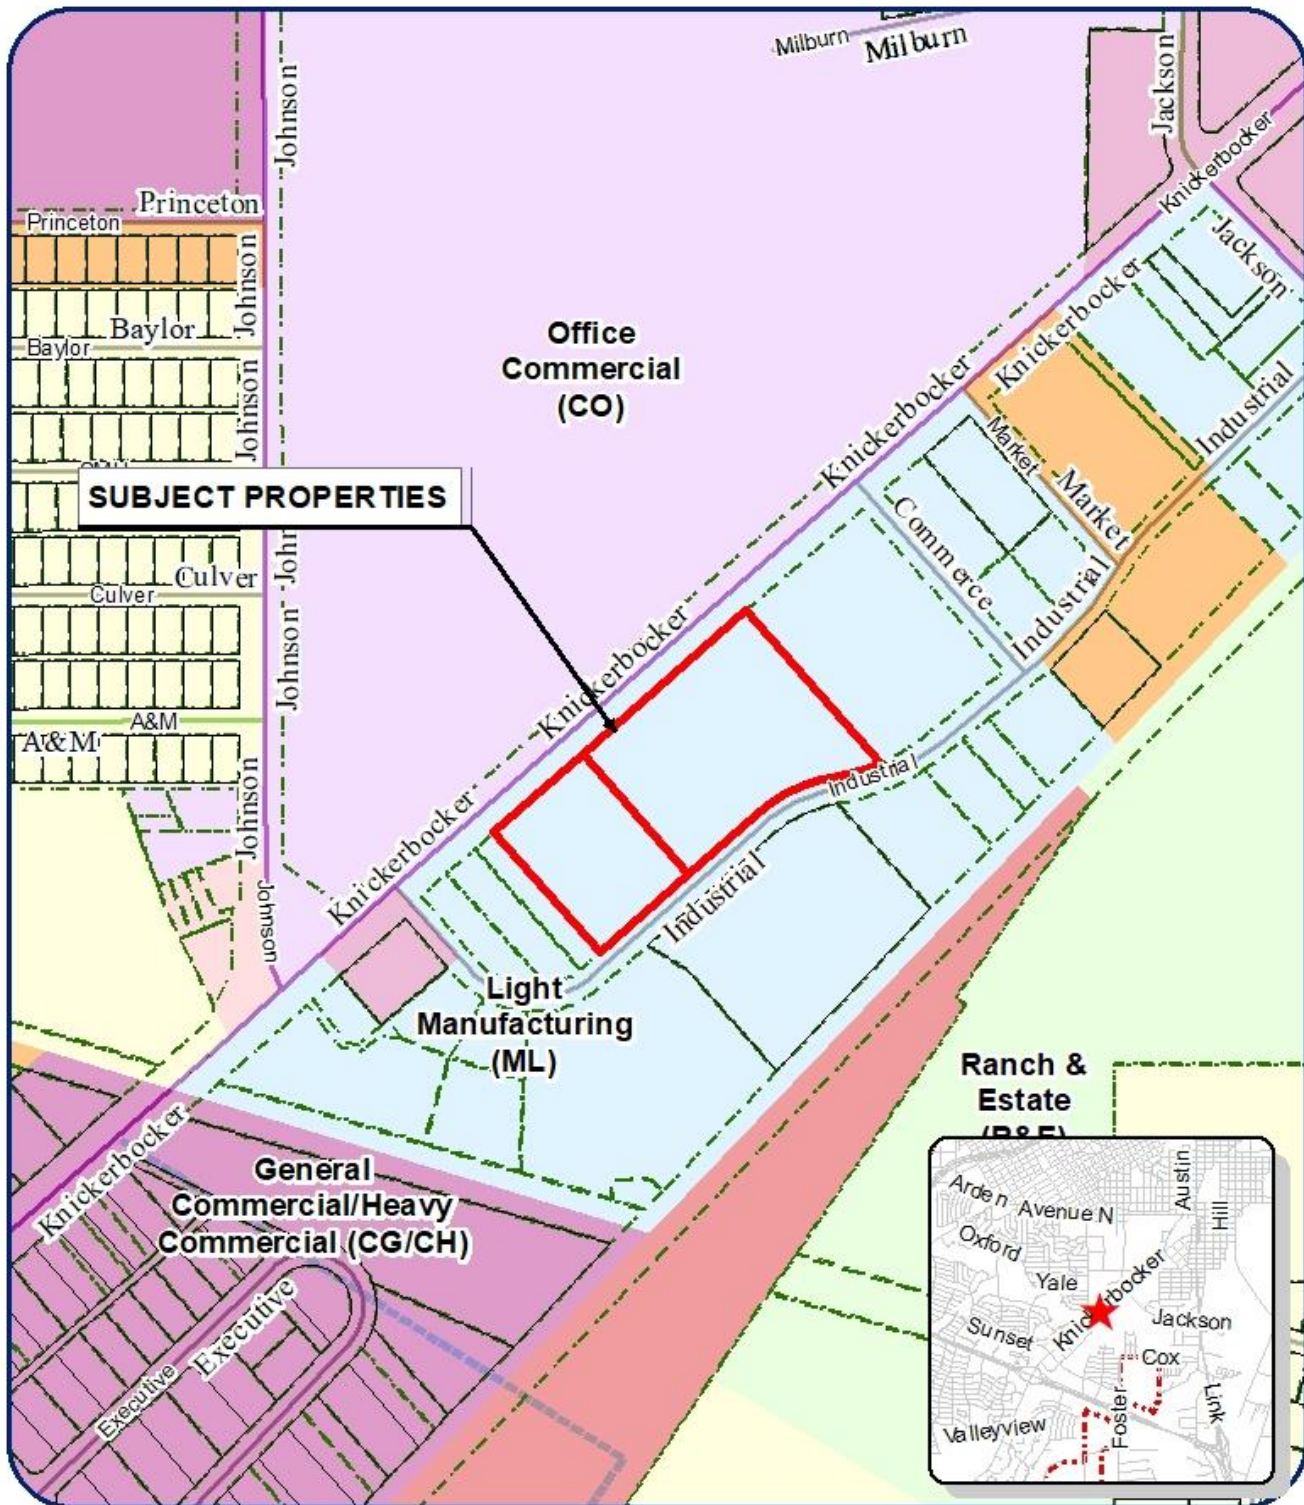 Milburn
Milburn
Jackson
Johnson
Knickerbocker
Princeton
Princeton
Jackson
Johnson
Knickerbocker
Baylor
Baylor
Office
Commercial
(CO)
Johnson
Knickerbocker
Industrial
Market
Market
SUBJECT PROPERTIES
Commerce
Culver
Culver
Industrial
Johnson
Knickerbocker
A&M
A&M
Industrial
Johnson
Knickerbocker
Johnson
Industrial
Light
Manufacturing
(ML)
Ranch &
Estate
(R&E)
Knickerbocker
General
Commercial/Heavy
Commercial (CG/CH)
Executive
Executive
Arden
Avenue N
Austin
Hill
Oxford
Yale
Knickerbocker
Sunset
Jackson
Cox
Foster
Link
Valleyview